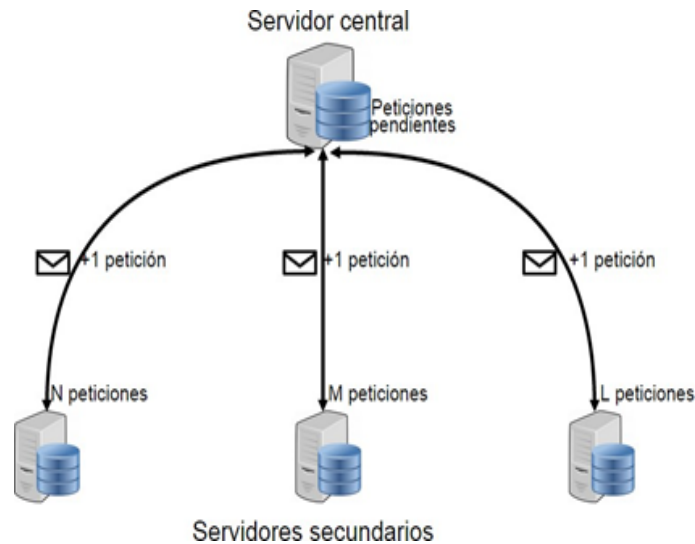 Servidor central
Peticiones
pendientes
+1 petición
+1 petición
+1 petición
N peticiones
M peticiones
L peticiones
Servidores secundarios